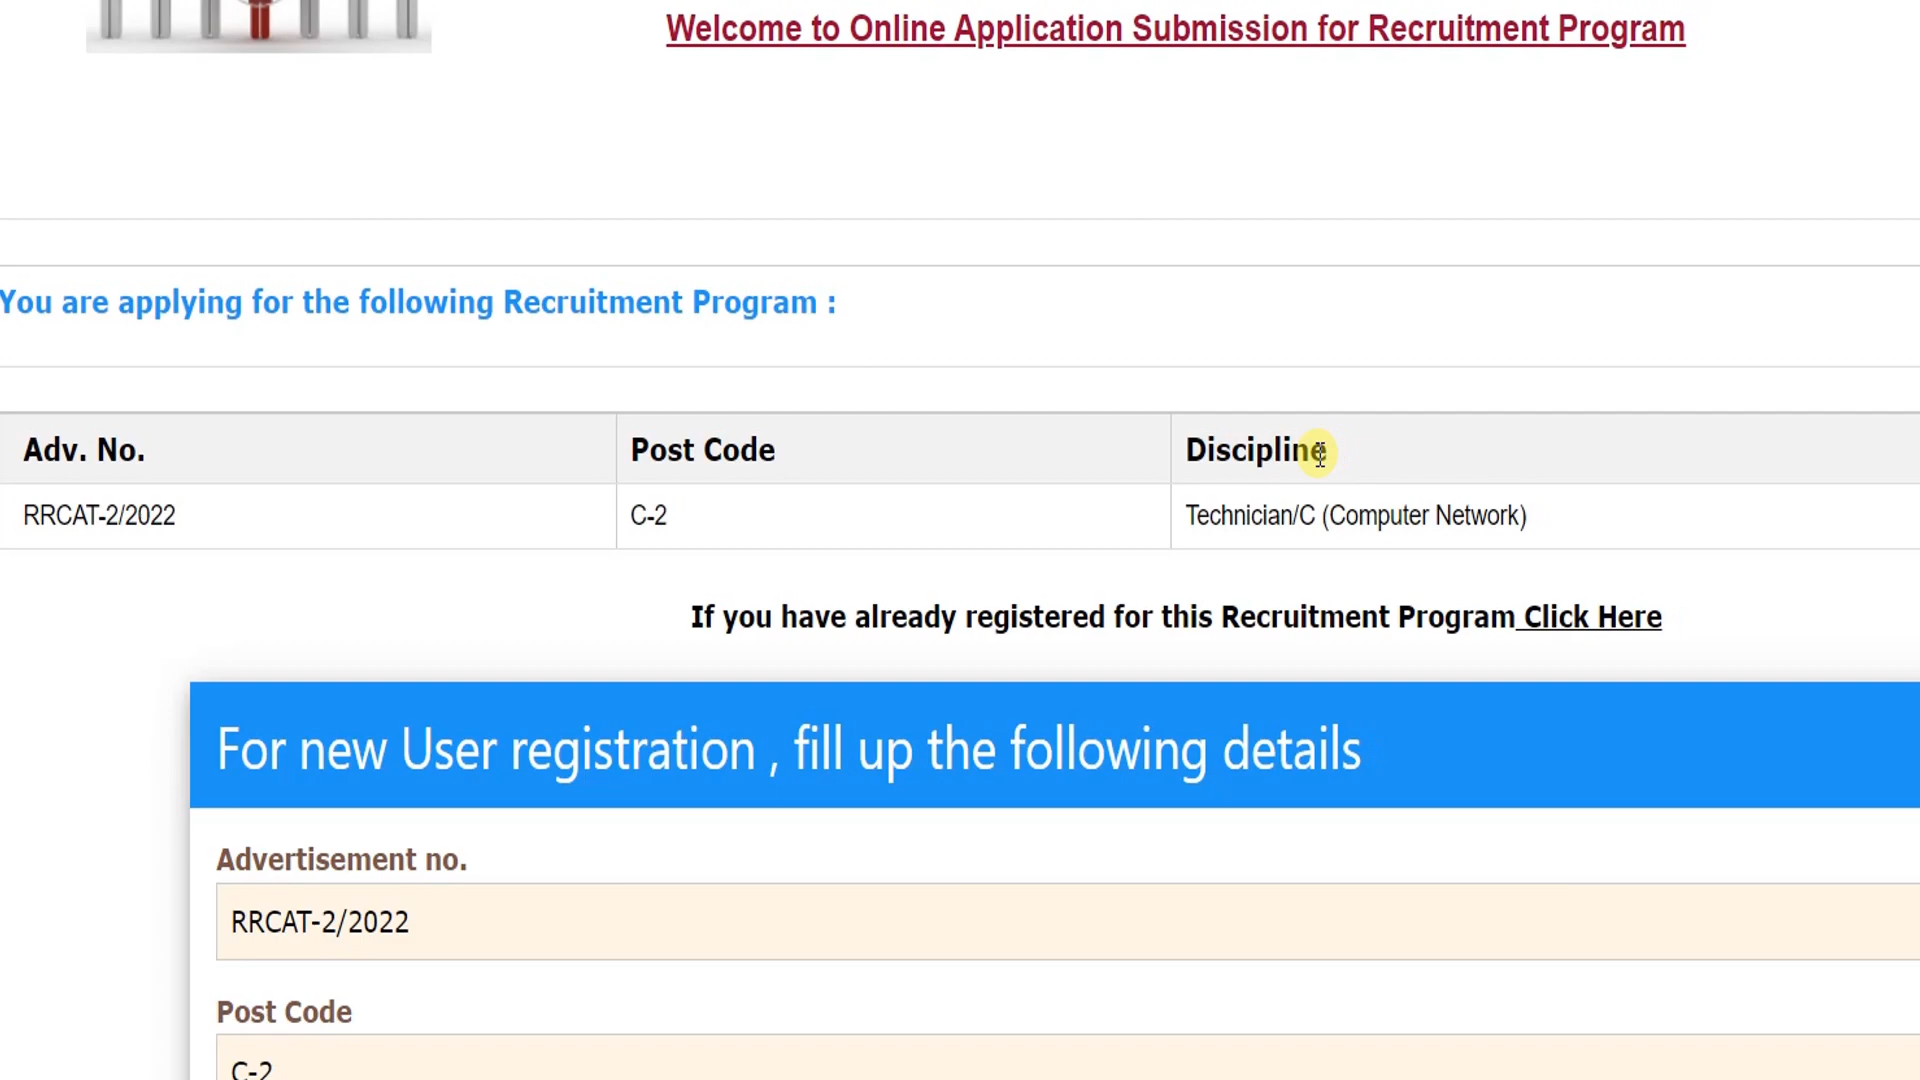 Welcome to Online Application Submission for Recruitment Program
You are applying for the following Recruitment Program :
Adv. No. Post Code Discipline
RRCAT-2/2022 C-2 Technician/C (Computer Network)
If you have already registered for this Recruitment Program Click Here
For new User registration , fill up the following details
Advertisement no.
RRCAT-2/2022
Post Code
C-2